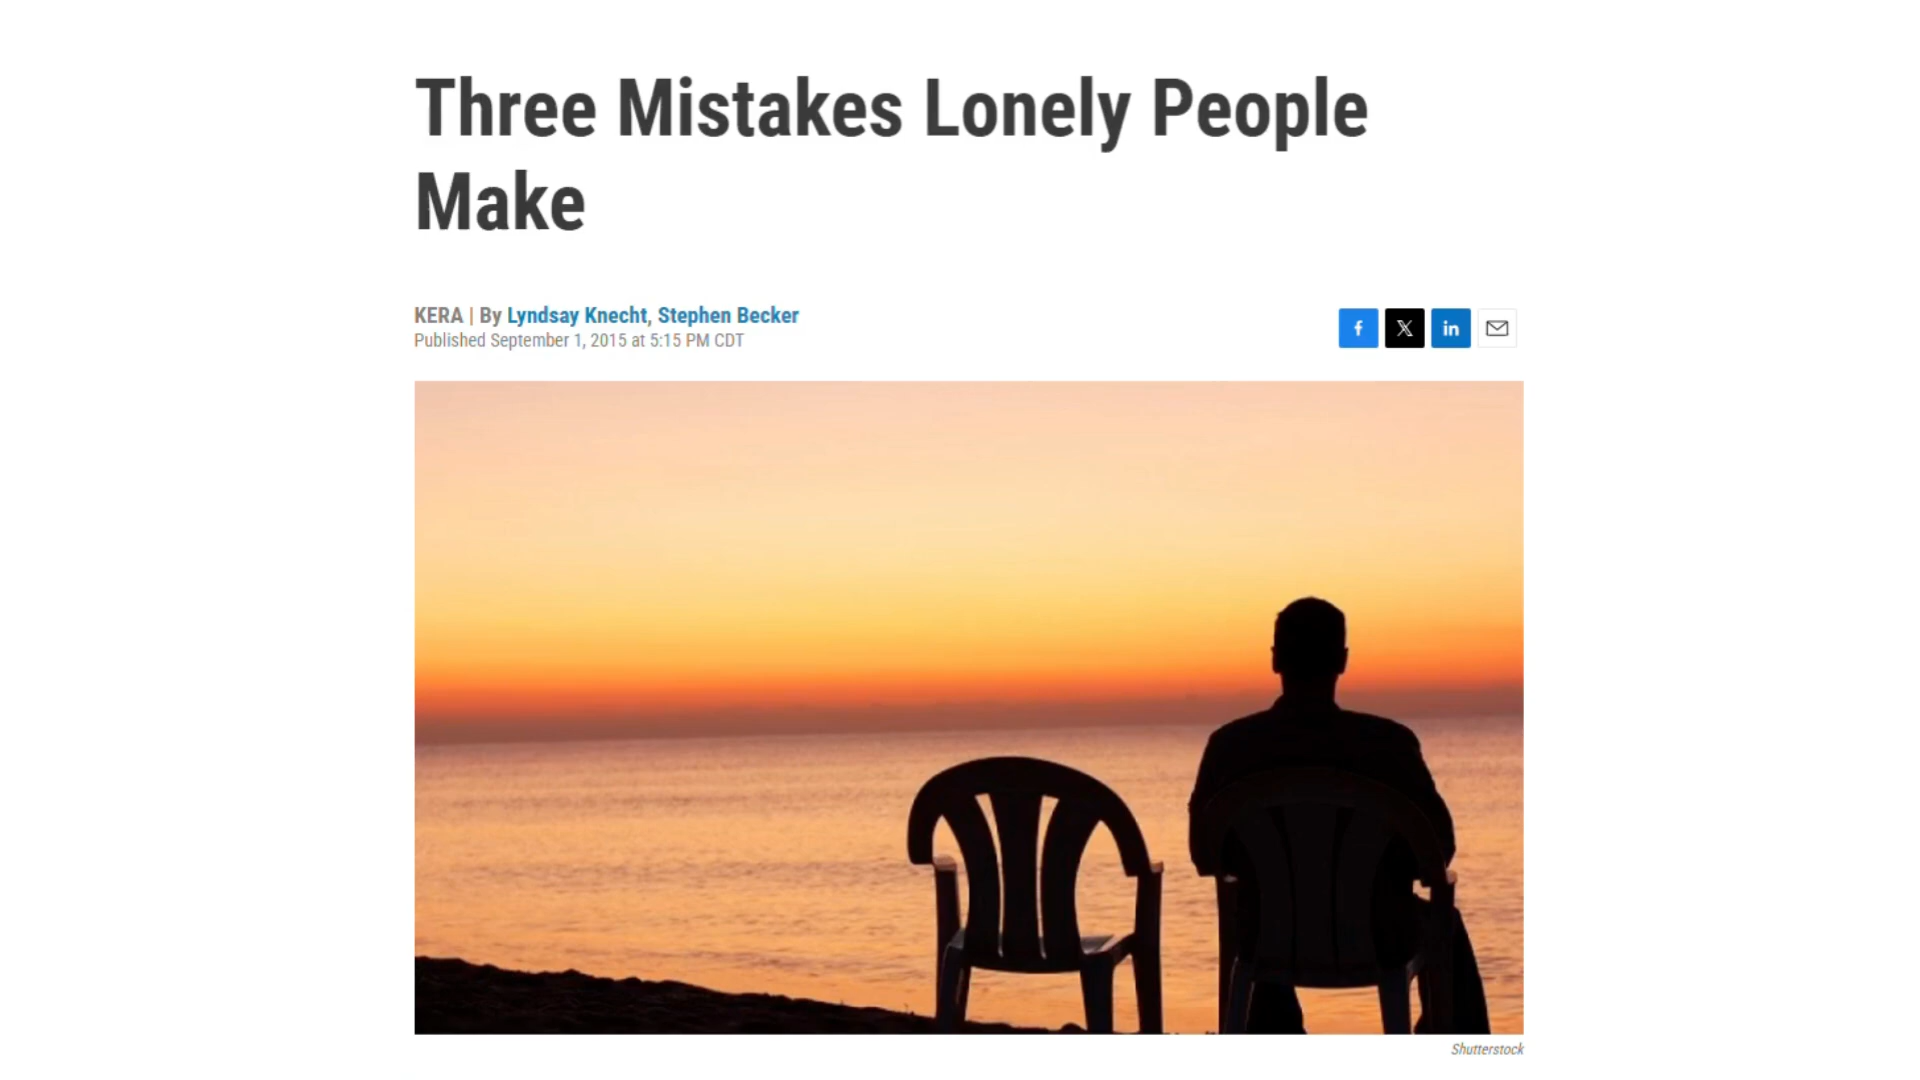 Three Mistakes Lonely People
Make
KERA | By Lyndsay Knecht, Stephen Becker
Published September 1, 2015 at 5:15 PM CDT
f X in
Shutterstock